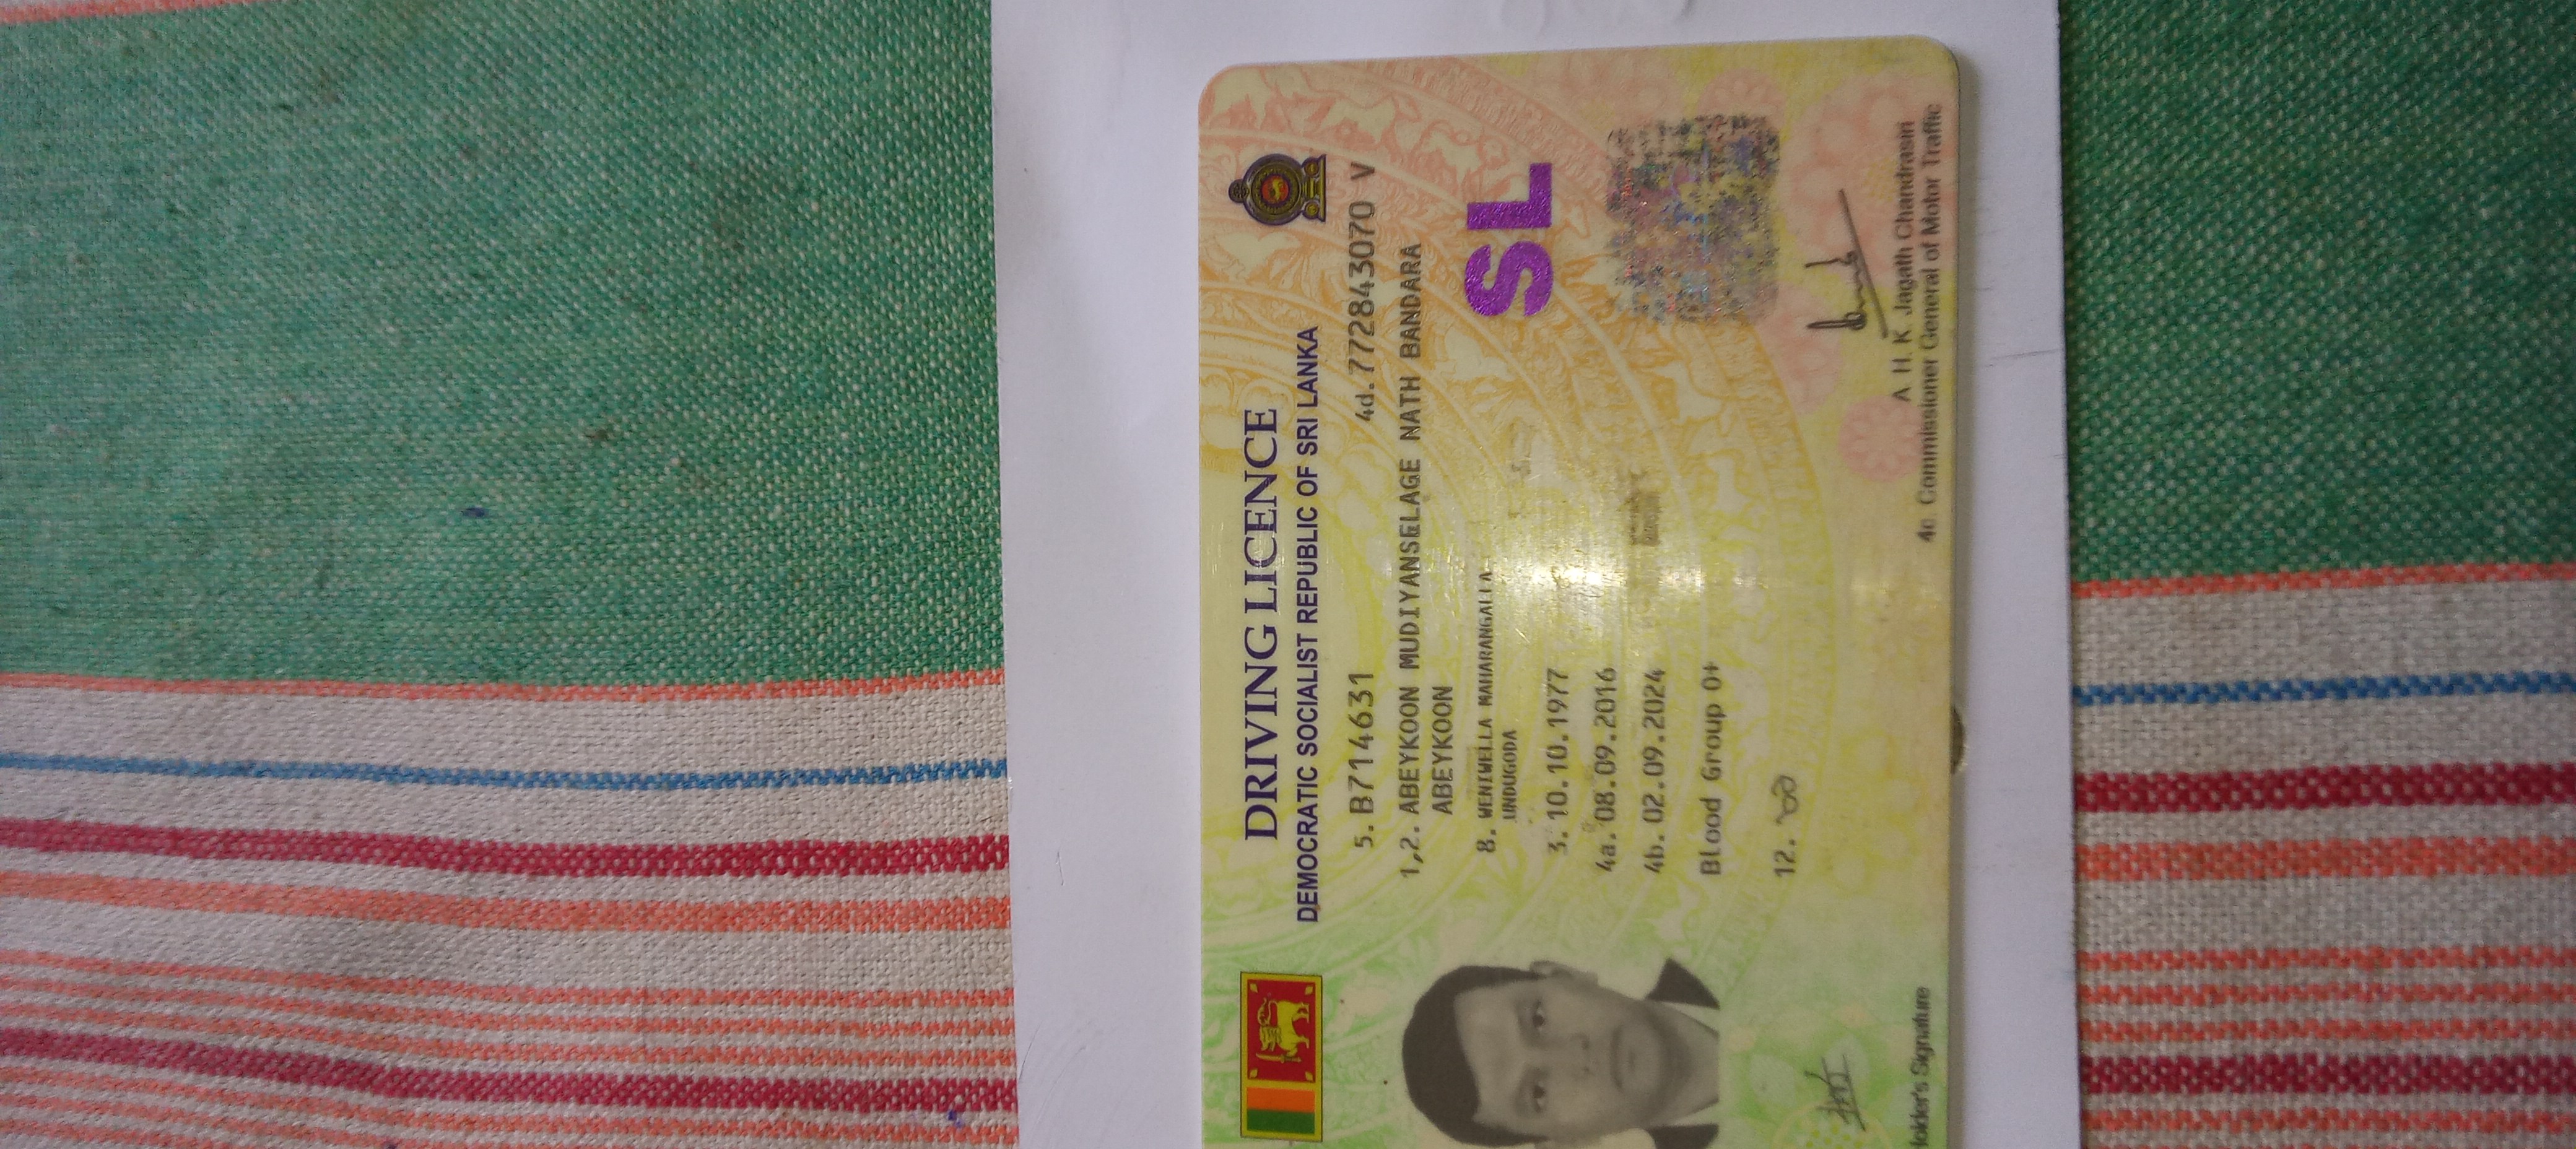 DRIVING LICENCE
DEMOCRATIC SOCIALIST REPUBLIC OF SRI LANKA
5. B714631 4d. 772843070 V
1,2. ABEYKOON MUDIYANSELAGE NATH BANDARA
ABEYKOON
8. WENIWELLA MAHARANGALLA
UNDUGODA
SL
3. 10.10.1977
4a. 08.09.2016
4b. 02.09.2024
Blood Group O+
12.
A. H. K. Jagath Chandrasiri
Holder's Signature 4c. Commissioner General of Motor Traffic